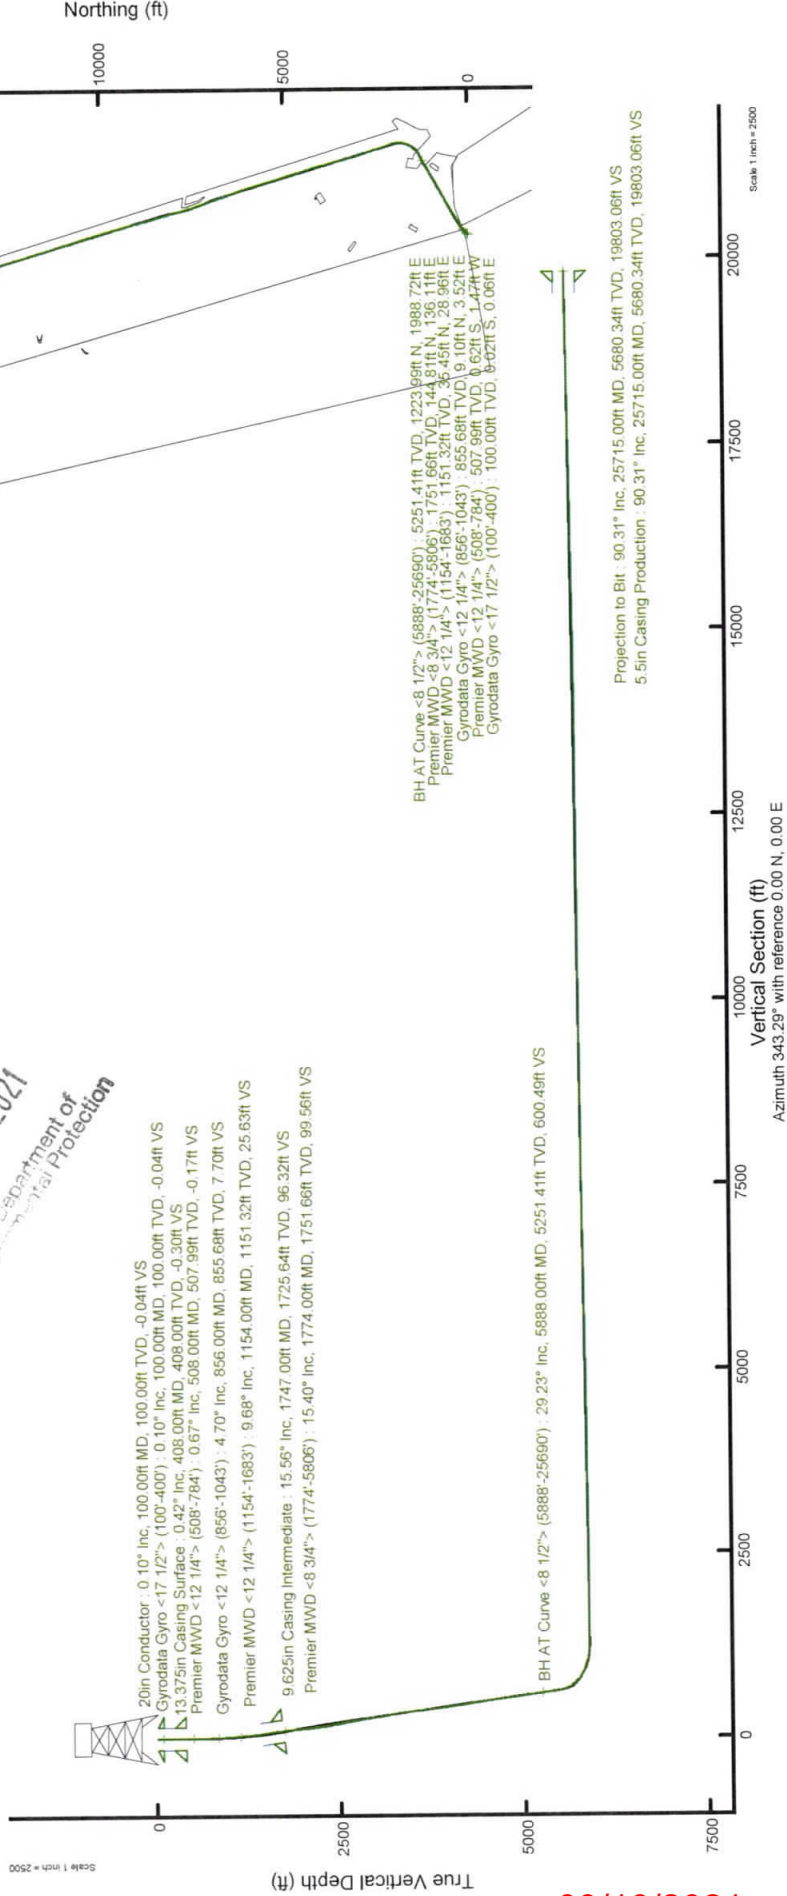 Northing (ft)
10000
5000
0
BH AT Curve <8 1/2"> (5888'-25690') : 5251.41ft TVD, 1223.99ft N, 1988.72ft E
Premier MWD <8 3/4"> (1774'-5806') : 1751.66ft TVD, 144.81ft N, 136.11ft E
Premier MWD <12 1/4"> (1154'-1683') : 1151.32ft TVD, 35.45ft N, 28.96ft E
Gyrodata Gyro <12 1/4"> (856'-1043') : 855.68ft TVD, 9.10ft N, 3.52ft E
Premier MWD <12 1/4"> (508'-784') : 507.99ft TVD, 0.62ft S, 1.47ft W
Gyrodata Gyro <17 1/2"> (100'-400') : 100.00ft TVD, 0.02ft S, 0.06ft E
Projection to Bit : 90.31° Inc, 25715.00ft MD, 5680.34ft TVD, 19803.06ft VS
5.5in Casing Production : 90.31° Inc, 25715.00ft MD, 5680.34ft TVD, 19803.06ft VS
Scale 1 inch = 2500
2021
Department of
Protection
20in Conductor : 0.10° Inc, 100.00ft MD, 100.00ft TVD, -0.04ft VS
Gyrodata Gyro <17 1/2"> (100'-400') : 0.10° Inc, 100.00ft MD, 100.00ft TVD, -0.04ft VS
13.375in Casing Surface : 0.42° Inc, 408.00ft MD, 408.00ft TVD, -0.30ft VS
Premier MWD <12 1/4"> (508'-784') : 0.67° Inc, 508.00ft MD, 507.99ft TVD, -0.17ft VS
Gyrodata Gyro <12 1/4"> (856'-1043') : 4.70° Inc, 856.00ft MD, 855.68ft TVD, 7.70ft VS
Premier MWD <12 1/4"> (1154'-1683') : 9.68° Inc, 1154.00ft MD, 1151.32ft TVD, 25.63ft VS
9.625in Casing Intermediate : 15.56° Inc, 1747.00ft MD, 1725.64ft TVD, 96.32ft VS
Premier MWD <8 3/4"> (1774'-5806') : 15.40° Inc, 1774.00ft MD, 1751.66ft TVD, 99.56ft VS
BH AT Curve <8 1/2"> (5888'-25690') : 29.23° Inc, 5888.00ft MD, 5251.41ft TVD, 600.49ft VS
0
2500
5000
7500
10000
12500
15000
17500
20000
Vertical Section (ft)
Azimuth 343.29° with reference 0.00 N, 0.00 E
0
2500
5000
7500
True Vertical Depth (ft)
Scale 1 inch = 2500